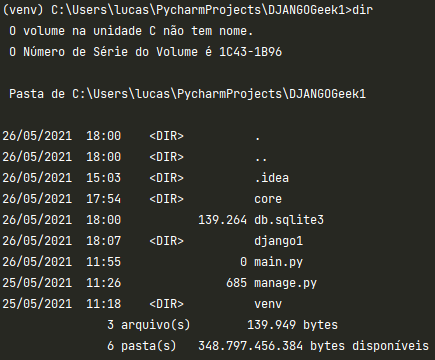 (venv) C:\Users\lucas\PycharmProjects\DJANGOGeek1>dir
 O volume na unidade C não tem nome.
 O Número de Série do Volume é 1C43-1B96

 Pasta de C:\Users\lucas\PycharmProjects\DJANGOGeek1

26/05/2021  18:00    <DIR>          .
26/05/2021  18:00    <DIR>          ..
26/05/2021  15:03    <DIR>          .idea
26/05/2021  17:54    <DIR>          core
26/05/2021  18:00           139.264 db.sqlite3
26/05/2021  18:07    <DIR>          django1
26/05/2021  11:55                 0 main.py
25/05/2021  11:26               685 manage.py
25/05/2021  11:18    <DIR>          venv
               3 arquivo(s)        139.949 bytes
               6 pasta(s)   348.797.456.384 bytes disponíveis